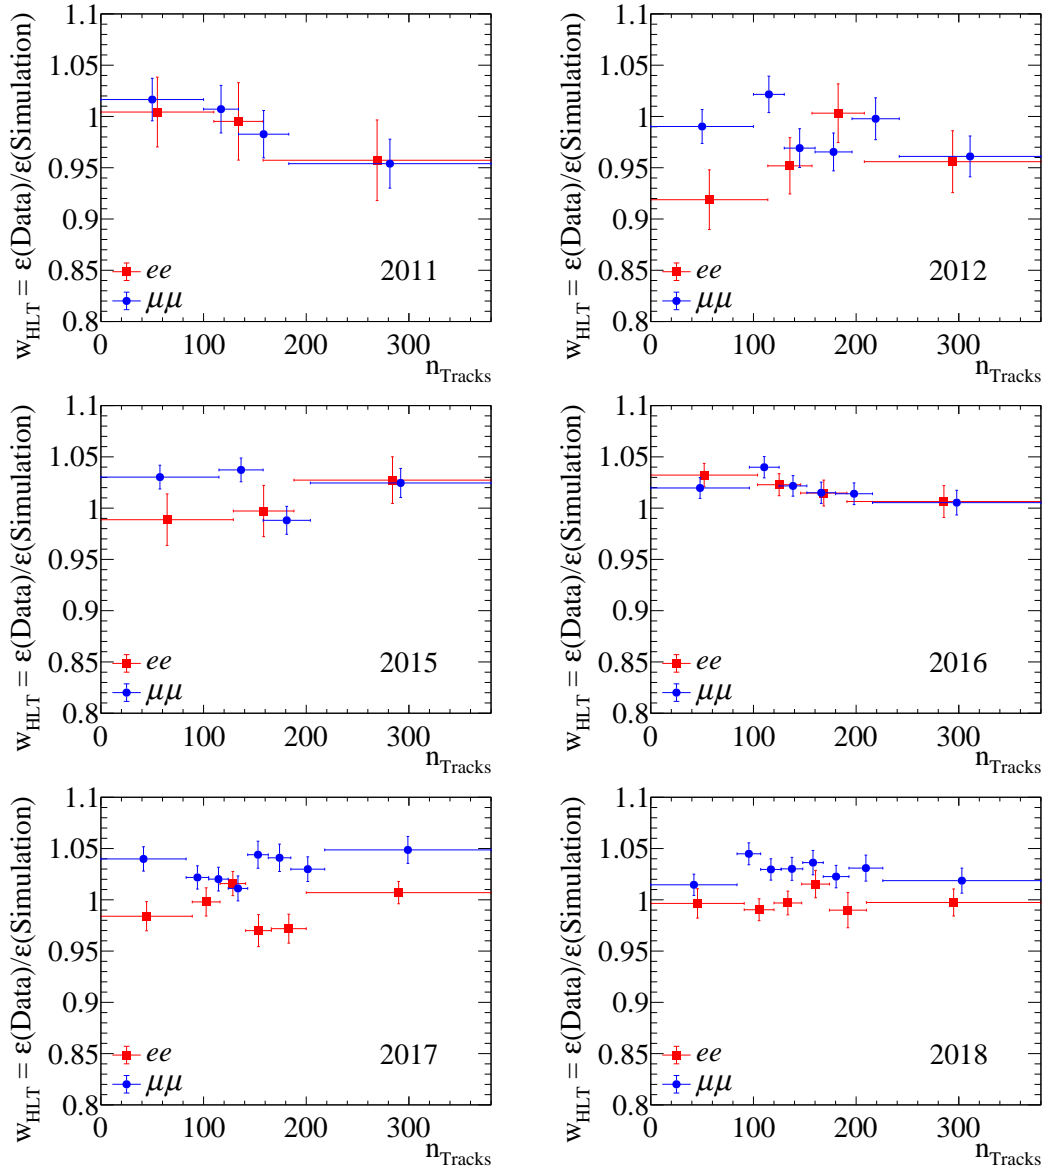 w_HLT = ε(Data)/ε(Simulation)
1.1
1.05
1
0.95
0.9
0.85
0.8
ee
μμ
2011
0 100 200 300
n_Tracks
w_HLT = ε(Data)/ε(Simulation)
1.1
1.05
1
0.95
0.9
0.85
0.8
ee
μμ
2012
0 100 200 300
n_Tracks
w_HLT = ε(Data)/ε(Simulation)
1.1
1.05
1
0.95
0.9
0.85
0.8
ee
μμ
2015
0 100 200 300
n_Tracks
w_HLT = ε(Data)/ε(Simulation)
1.1
1.05
1
0.95
0.9
0.85
0.8
ee
μμ
2016
0 100 200 300
n_Tracks
w_HLT = ε(Data)/ε(Simulation)
1.1
1.05
1
0.95
0.9
0.85
0.8
ee
μμ
2017
0 100 200 300
n_Tracks
w_HLT = ε(Data)/ε(Simulation)
1.1
1.05
1
0.95
0.9
0.85
0.8
ee
μμ
2018
0 100 200 300
n_Tracks